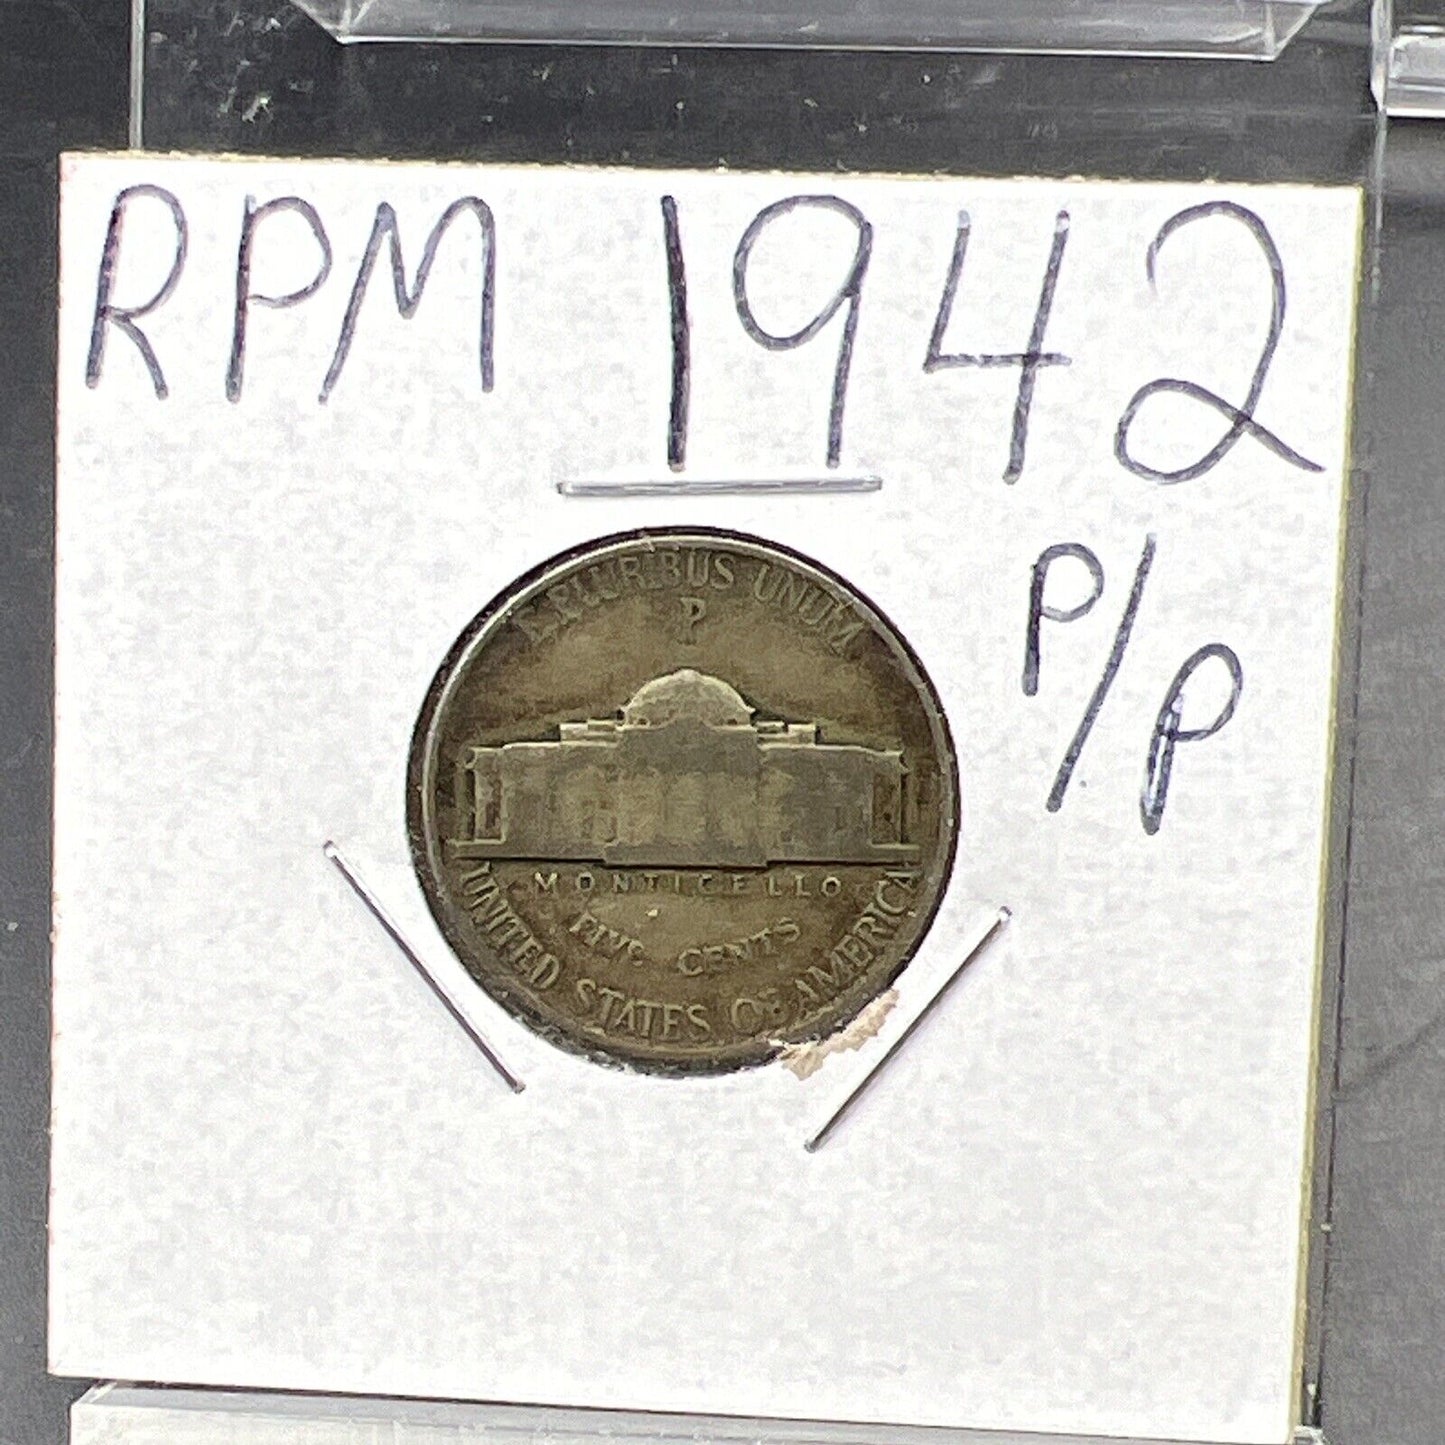 RPM 1942
P/P
E PLURIBUS UNUM
P
MONTICELLO
FIVE CENTS
UNITED STATES OF AMERICA